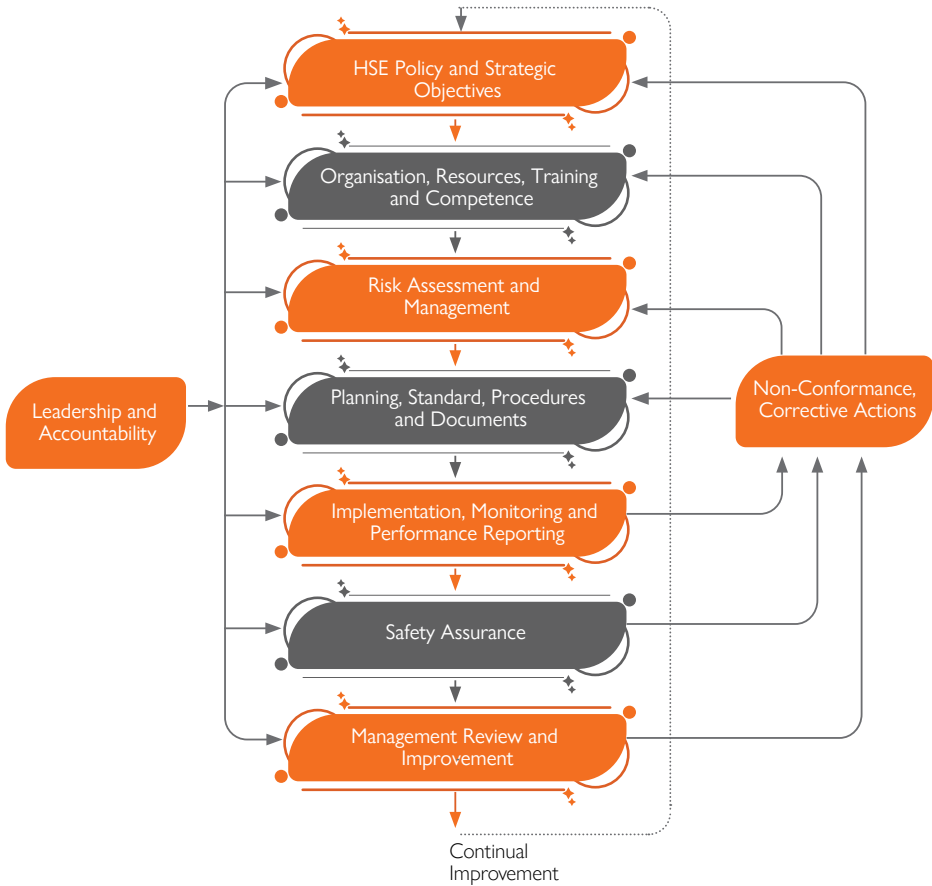 HSE Policy and Strategic
Objectives
Organisation, Resources, Training
and Competence
Risk Assessment and
Management
Leadership and
Accountability
Planning, Standard, Procedures
and Documents
Non-Conformance,
Corrective Actions
Implementation, Monitoring and
Performance Reporting
Safety Assurance
Management Review and
Improvement
Continual
Improvement